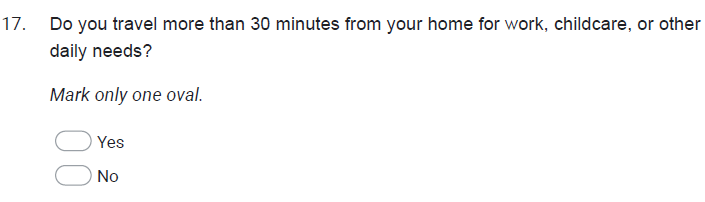 17. Do you travel more than 30 minutes from your home for work, childcare, or other
daily needs?
Mark only one oval.
Yes
No